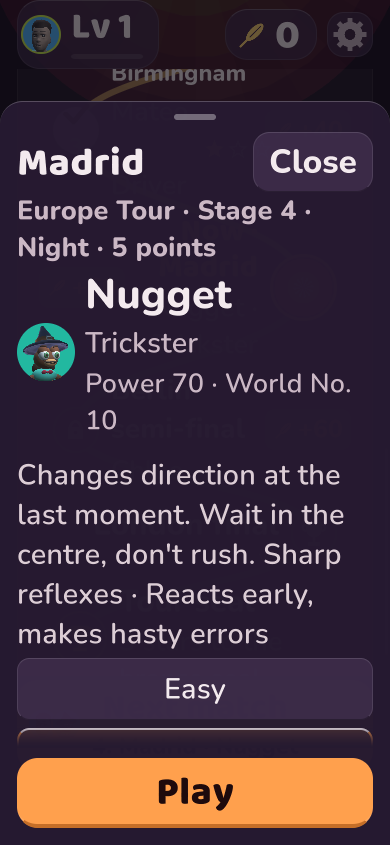 Lv 1
0
Birmingham
Madrid
Close
Europe Tour · Stage 4 ·
Night · 5 points
Nugget
Trickster
Power 70 · World No.
10
Changes direction at the
last moment. Wait in the
centre, don't rush. Sharp
reflexes · Reacts early,
makes hasty errors
Easy
Play